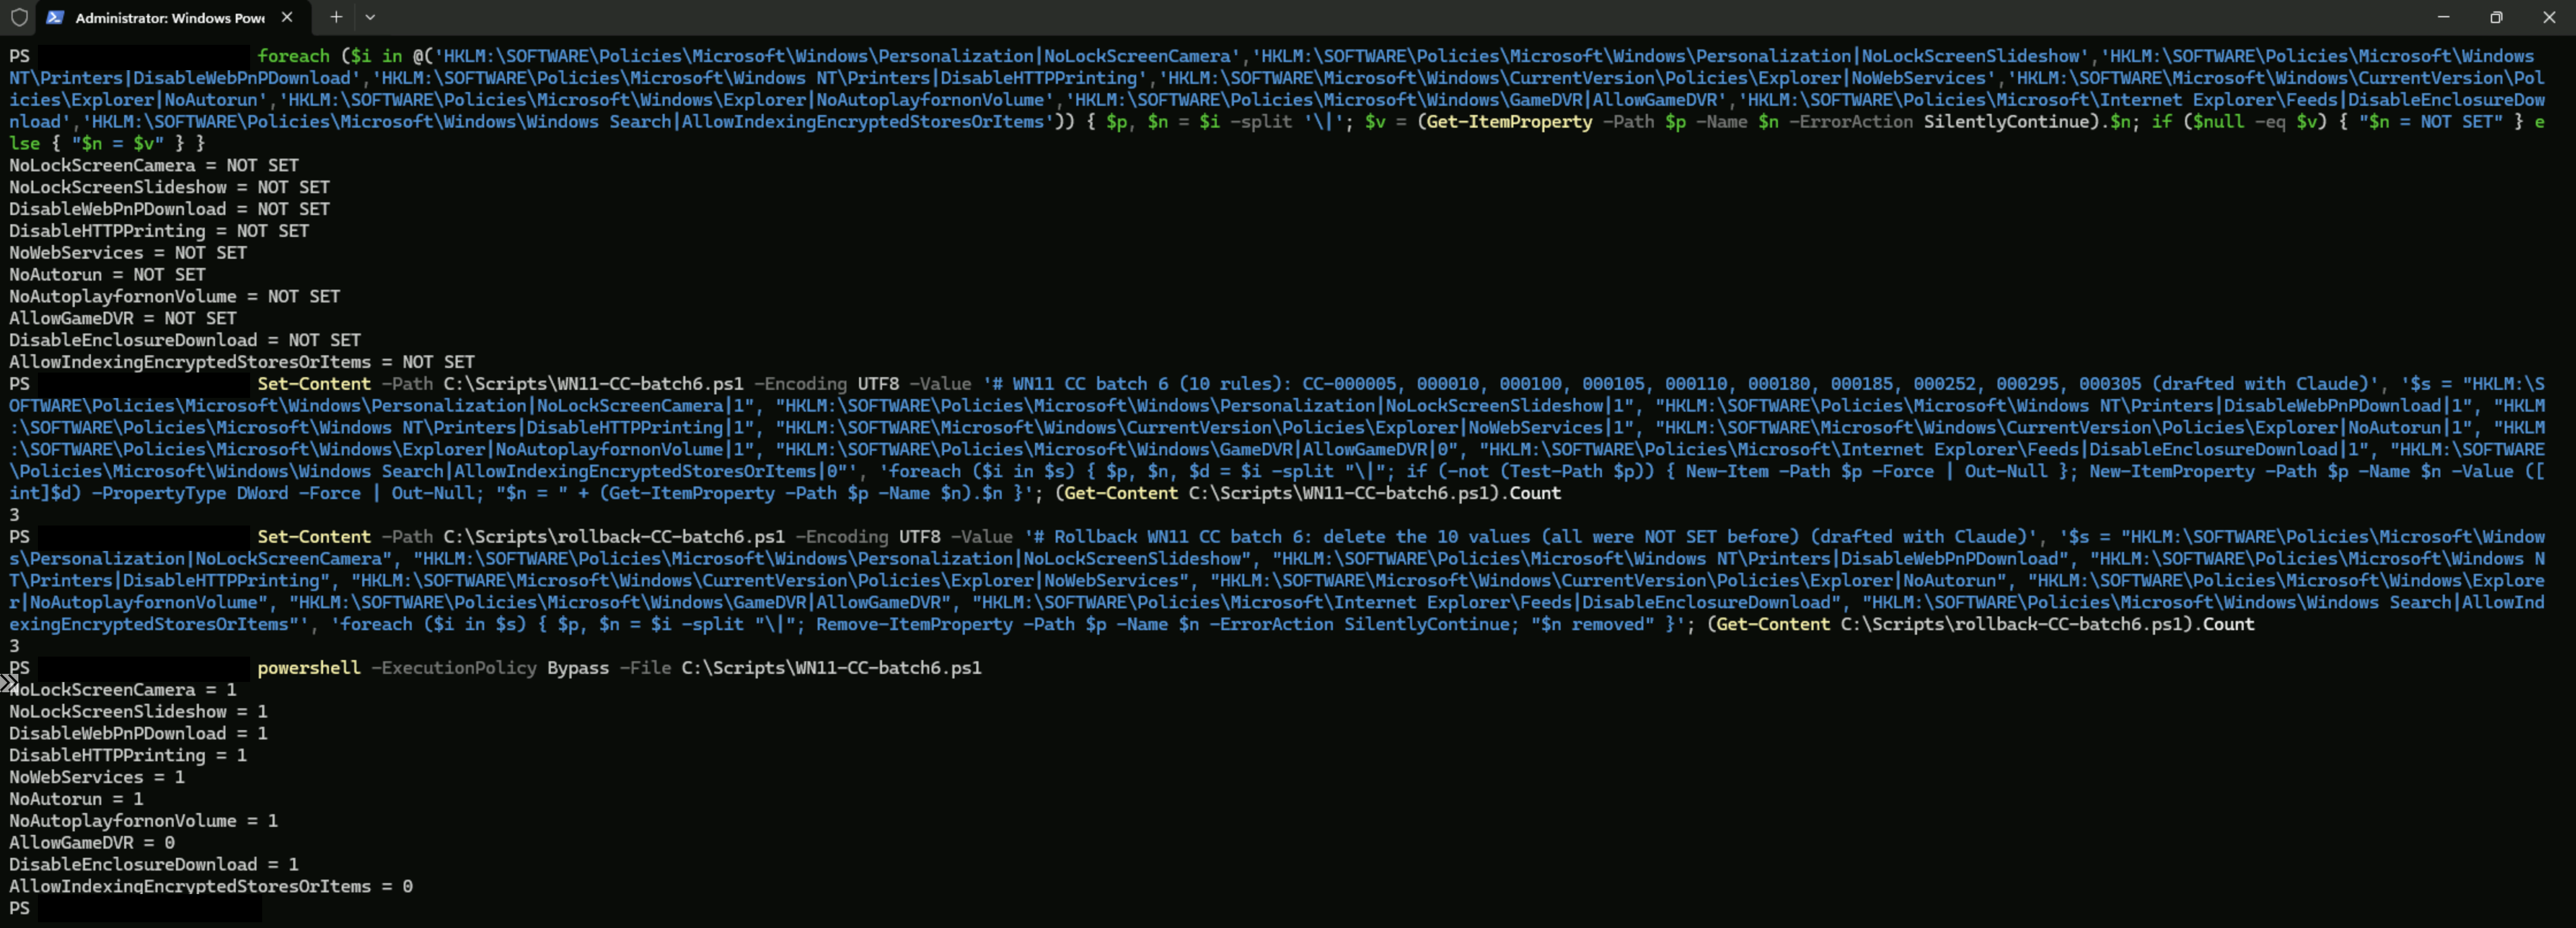 Administrator: Windows Powe
PS foreach ($i in @('HKLM:\SOFTWARE\Policies\Microsoft\Windows\Personalization|NoLockScreenCamera','HKLM:\SOFTWARE\Policies\Microsoft\Windows\Personalization|NoLockScreenSlideshow','HKLM:\SOFTWARE\Policies\Microsoft\Windows
NT\Printers|DisableWebPnPDownload','HKLM:\SOFTWARE\Policies\Microsoft\Windows NT\Printers|DisableHTTPPrinting','HKLM:\SOFTWARE\Microsoft\Windows\CurrentVersion\Policies\Explorer|NoWebServices','HKLM:\SOFTWARE\Microsoft\Windows\CurrentVersion\Pol
icies\Explorer|NoAutorun','HKLM:\SOFTWARE\Policies\Microsoft\Windows\Explorer|NoAutoplayfornonVolume','HKLM:\SOFTWARE\Policies\Microsoft\Windows\GameDVR|AllowGameDVR','HKLM:\SOFTWARE\Policies\Microsoft\Internet Explorer\Feeds|DisableEnclosureDow
nload','HKLM:\SOFTWARE\Policies\Microsoft\Windows\Windows Search|AllowIndexingEncryptedStoresOrItems')) { $p, $n = $i -split '\|'; $v = (Get-ItemProperty -Path $p -Name $n -ErrorAction SilentlyContinue).$n; if ($null -eq $v) { "$n = NOT SET" } e
lse { "$n = $v" } }
NoLockScreenCamera = NOT SET
NoLockScreenSlideshow = NOT SET
DisableWebPnPDownload = NOT SET
DisableHTTPPrinting = NOT SET
NoWebServices = NOT SET
NoAutorun = NOT SET
NoAutoplayfornonVolume = NOT SET
AllowGameDVR = NOT SET
DisableEnclosureDownload = NOT SET
AllowIndexingEncryptedStoresOrItems = NOT SET
PS Set-Content -Path C:\Scripts\WN11-CC-batch6.ps1 -Encoding UTF8 -Value '# WN11 CC batch 6 (10 rules): CC-000005, 000010, 000100, 000105, 000110, 000180, 000185, 000252, 000295, 000305 (drafted with Claude)', '$s = "HKLM:\S
OFTWARE\Policies\Microsoft\Windows\Personalization|NoLockScreenCamera|1", "HKLM:\SOFTWARE\Policies\Microsoft\Windows\Personalization|NoLockScreenSlideshow|1", "HKLM:\SOFTWARE\Policies\Microsoft\Windows NT\Printers|DisableWebPnPDownload|1", "HKLM
:\SOFTWARE\Policies\Microsoft\Windows NT\Printers|DisableHTTPPrinting|1", "HKLM:\SOFTWARE\Microsoft\Windows\CurrentVersion\Policies\Explorer|NoWebServices|1", "HKLM:\SOFTWARE\Microsoft\Windows\CurrentVersion\Policies\Explorer|NoAutorun|1", "HKLM
:\SOFTWARE\Policies\Microsoft\Windows\Explorer|NoAutoplayfornonVolume|1", "HKLM:\SOFTWARE\Policies\Microsoft\Windows\GameDVR|AllowGameDVR|0", "HKLM:\SOFTWARE\Policies\Microsoft\Internet Explorer\Feeds|DisableEnclosureDownload|1", "HKLM:\SOFTWARE
\Policies\Microsoft\Windows\Windows Search|AllowIndexingEncryptedStoresOrItems|0"', 'foreach ($i in $s) { $p, $n, $d = $i -split "\|"; if (-not (Test-Path $p)) { New-Item -Path $p -Force | Out-Null }; New-ItemProperty -Path $p -Name $n -Value ([
int]$d) -PropertyType DWord -Force | Out-Null; "$n = " + (Get-ItemProperty -Path $p -Name $n).$n }'; (Get-Content C:\Scripts\WN11-CC-batch6.ps1).Count
3
PS Set-Content -Path C:\Scripts\rollback-CC-batch6.ps1 -Encoding UTF8 -Value '# Rollback WN11 CC batch 6: delete the 10 values (all were NOT SET before) (drafted with Claude)', '$s = "HKLM:\SOFTWARE\Policies\Microsoft\Window
s\Personalization|NoLockScreenCamera", "HKLM:\SOFTWARE\Policies\Microsoft\Windows\Personalization|NoLockScreenSlideshow", "HKLM:\SOFTWARE\Policies\Microsoft\Windows NT\Printers|DisableWebPnPDownload", "HKLM:\SOFTWARE\Policies\Microsoft\Windows N
T\Printers|DisableHTTPPrinting", "HKLM:\SOFTWARE\Microsoft\Windows\CurrentVersion\Policies\Explorer|NoWebServices", "HKLM:\SOFTWARE\Microsoft\Windows\CurrentVersion\Policies\Explorer|NoAutorun", "HKLM:\SOFTWARE\Policies\Microsoft\Windows\Explore
r|NoAutoplayfornonVolume", "HKLM:\SOFTWARE\Policies\Microsoft\Windows\GameDVR|AllowGameDVR", "HKLM:\SOFTWARE\Policies\Microsoft\Internet Explorer\Feeds|DisableEnclosureDownload", "HKLM:\SOFTWARE\Policies\Microsoft\Windows\Windows Search|AllowInd
exingEncryptedStoresOrItems"', 'foreach ($i in $s) { $p, $n = $i -split "\|"; Remove-ItemProperty -Path $p -Name $n -ErrorAction SilentlyContinue; "$n removed" }'; (Get-Content C:\Scripts\rollback-CC-batch6.ps1).Count
3
PS powershell -ExecutionPolicy Bypass -File C:\Scripts\WN11-CC-batch6.ps1
NoLockScreenCamera = 1
NoLockScreenSlideshow = 1
DisableWebPnPDownload = 1
DisableHTTPPrinting = 1
NoWebServices = 1
NoAutorun = 1
NoAutoplayfornonVolume = 1
AllowGameDVR = 0
DisableEnclosureDownload = 1
AllowIndexingEncryptedStoresOrItems = 0
PS